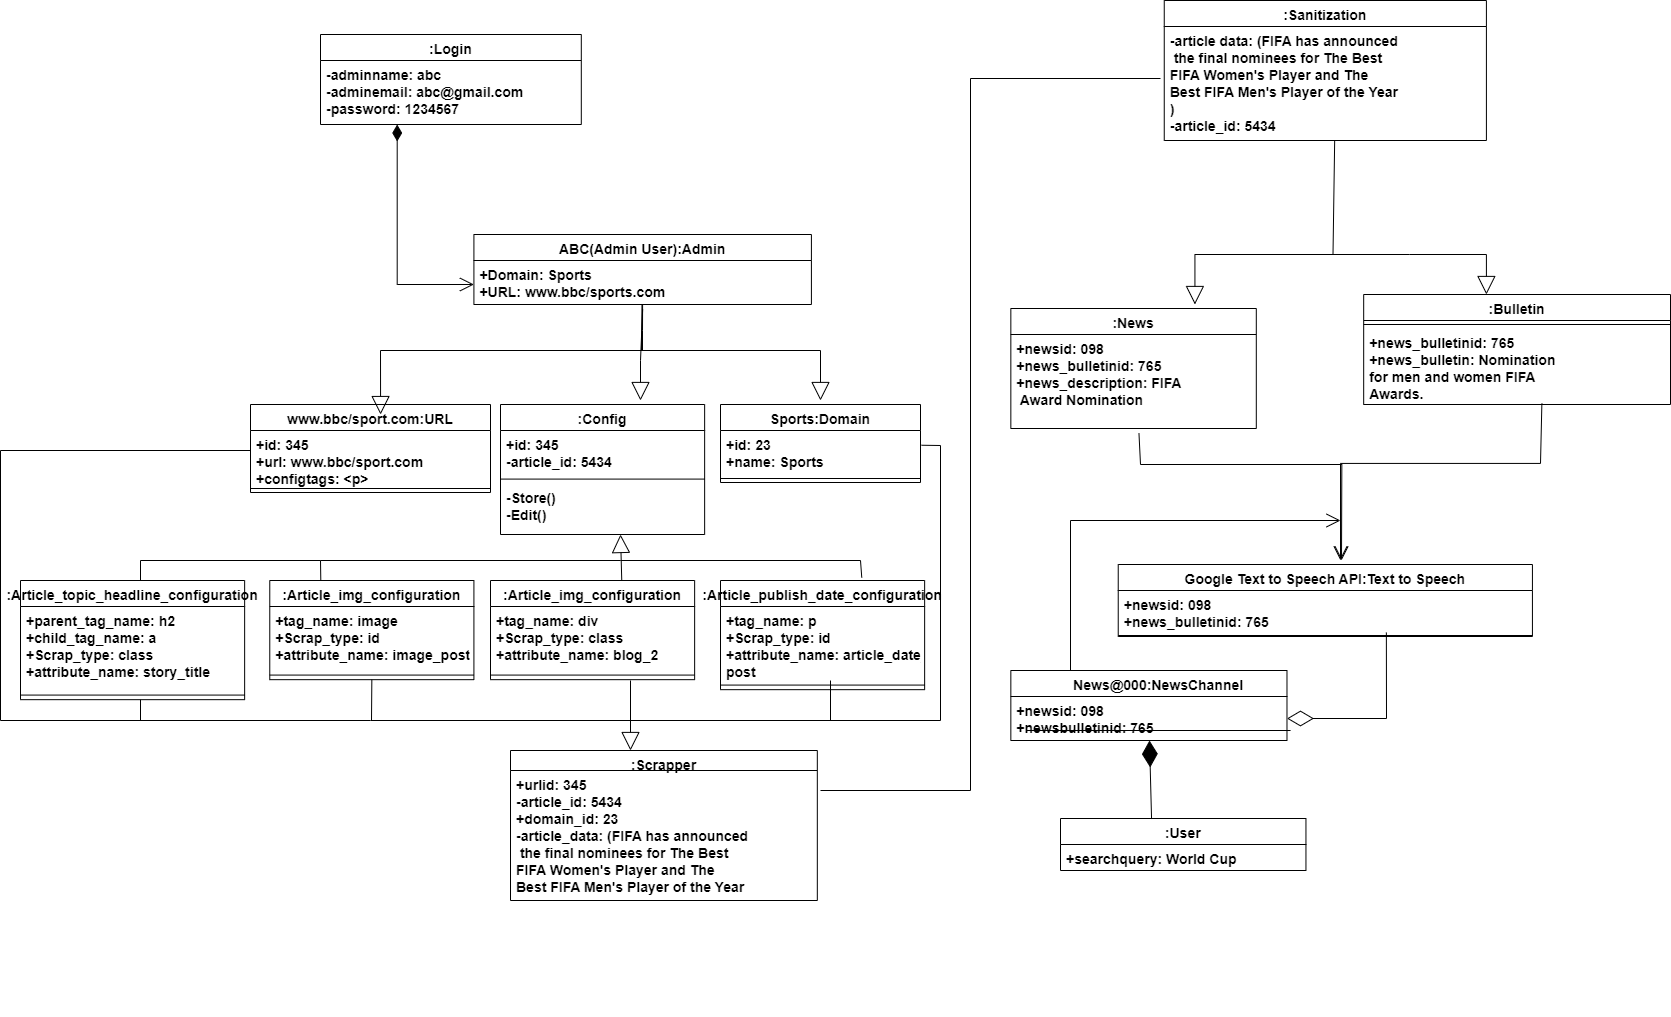 :Login
-adminname: abc
-adminemail: abc@gmail.com
-password: 1234567
ABC(Admin User):Admin
+Domain: Sports
+URL: www.bbc/sports.com
www.bbc/sport.com:URL
+id: 345
+url: www.bbc/sport.com
+configtags: <p>
:Config
+id: 345
-article_id: 5434
-Store()
-Edit()
Sports:Domain
+id: 23
+name: Sports
:Article_topic_headline_configuration
+parent_tag_name: h2
+child_tag_name: a
+Scrap_type: class
+attribute_name: story_title
:Article_img_configuration
+tag_name: image
+Scrap_type: id
+attribute_name: image_post
:Article_img_configuration
+tag_name: div
+Scrap_type: class
+attribute_name: blog_2
:Article_publish_date_configuration
+tag_name: p
+Scrap_type: id
+attribute_name: article_date
post
:Scrapper
+urlid: 345
-article_id: 5434
+domain_id: 23
-article_data: (FIFA has announced
the final nominees for The Best
FIFA Women's Player and The
Best FIFA Men's Player of the Year
:Sanitization
-article data: (FIFA has announced
the final nominees for The Best
FIFA Women's Player and The
Best FIFA Men's Player of the Year
)
-article_id: 5434
:News
+newsid: 098
+news_bulletinid: 765
+news_description: FIFA
Award Nomination
:Bulletin
+news_bulletinid: 765
+news_bulletin: Nomination
for men and women FIFA
Awards.
Google Text to Speech API:Text to Speech
+newsid: 098
+news_bulletinid: 765
News@000:NewsChannel
+newsid: 098
+newsbulletinid: 765
:User
+searchquery: World Cup